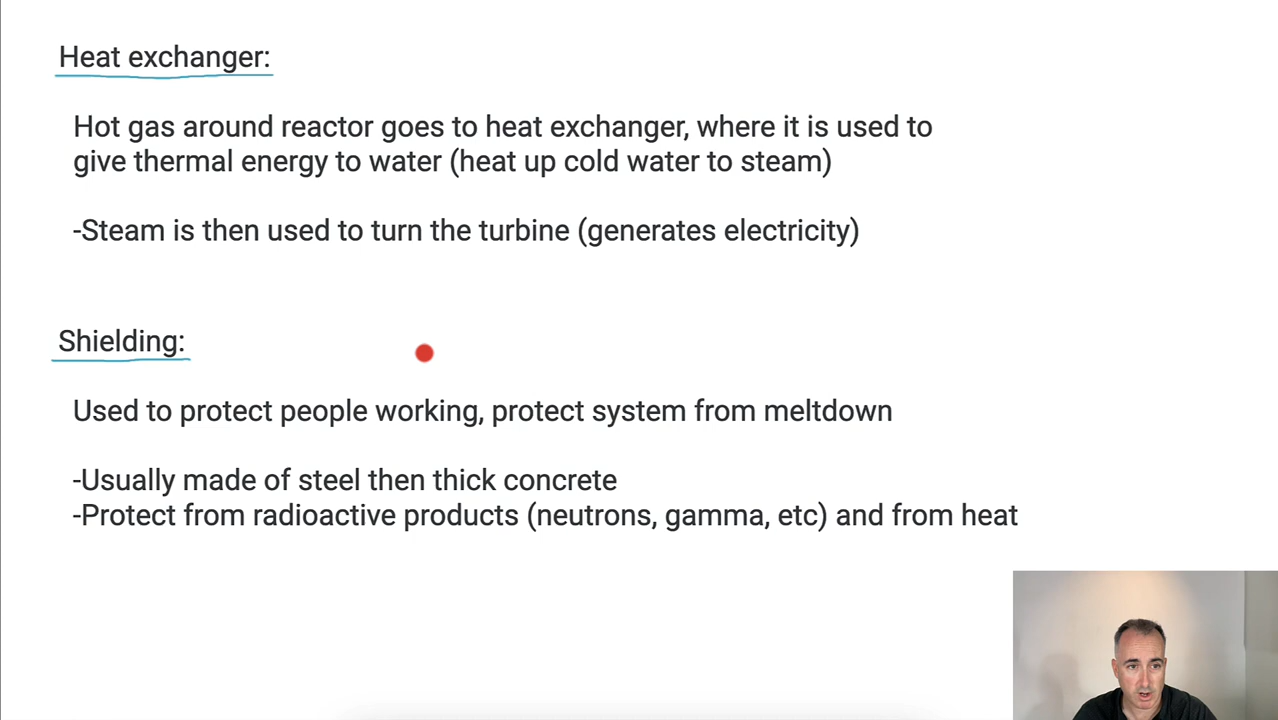 Heat exchanger:
Hot gas around reactor goes to heat exchanger, where it is used to
give thermal energy to water (heat up cold water to steam)
-Steam is then used to turn the turbine (generates electricity)
Shielding:
Used to protect people working, protect system from meltdown
-Usually made of steel then thick concrete
-Protect from radioactive products (neutrons, gamma, etc) and from heat